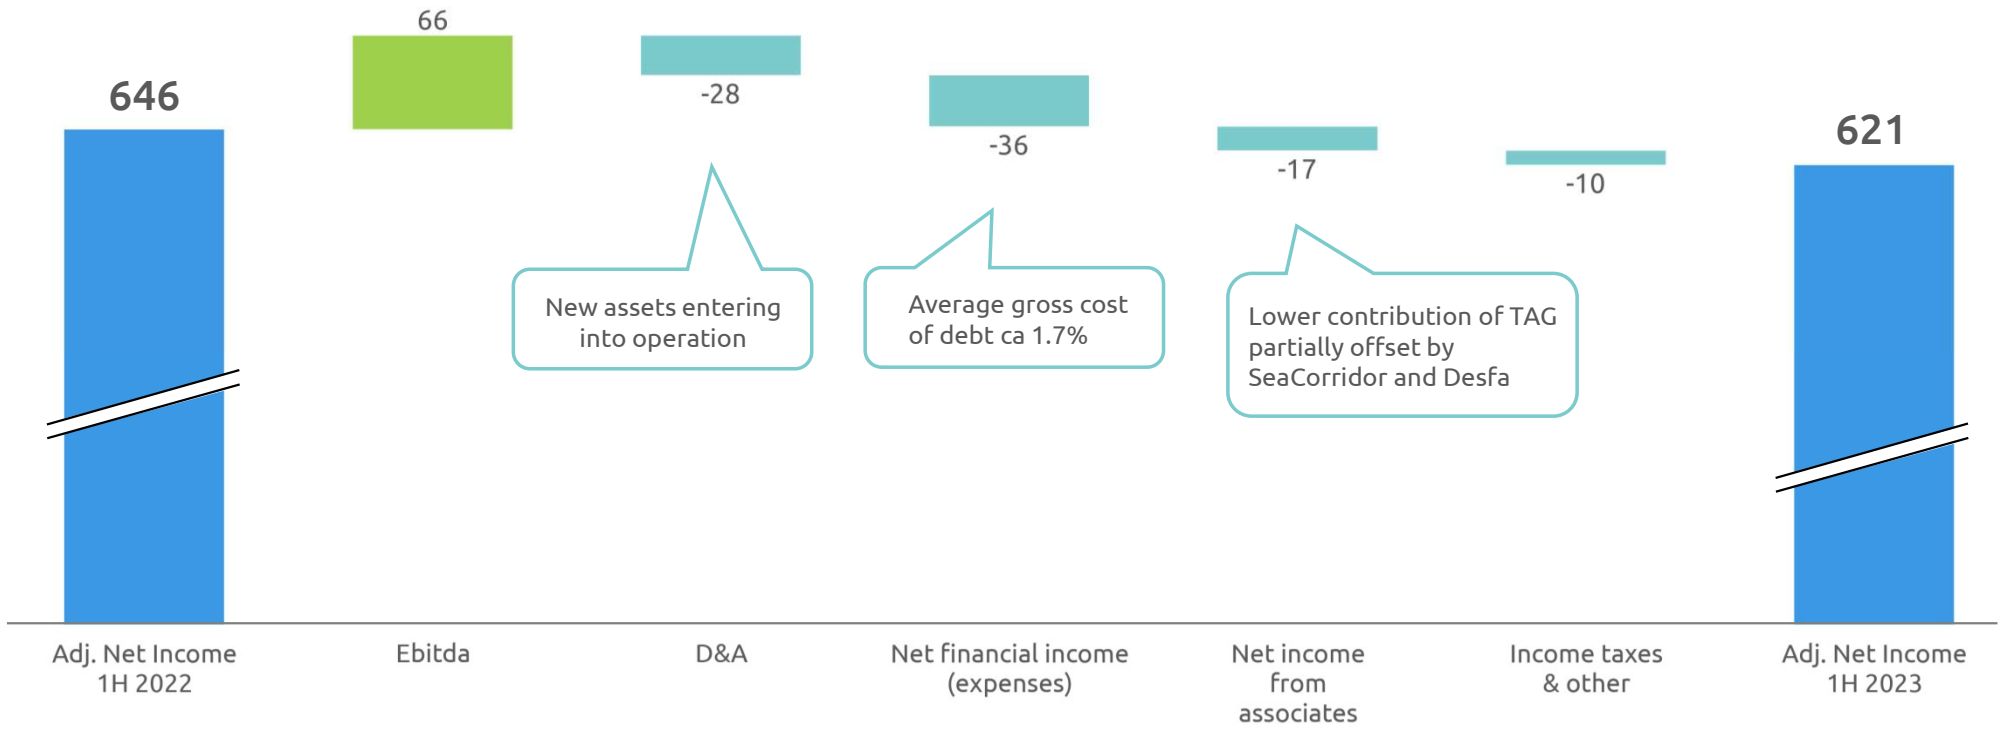 66
646
-28
-36
-17
-10
621
New assets entering
into operation
Average gross cost
of debt ca 1.7%
Lower contribution of TAG
partially offset by
SeaCorridor and Desfa
Adj. Net Income
1H 2022
Ebitda
D&A
Net financial income
(expenses)
Net income
from
associates
Income taxes
& other
Adj. Net Income
1H 2023